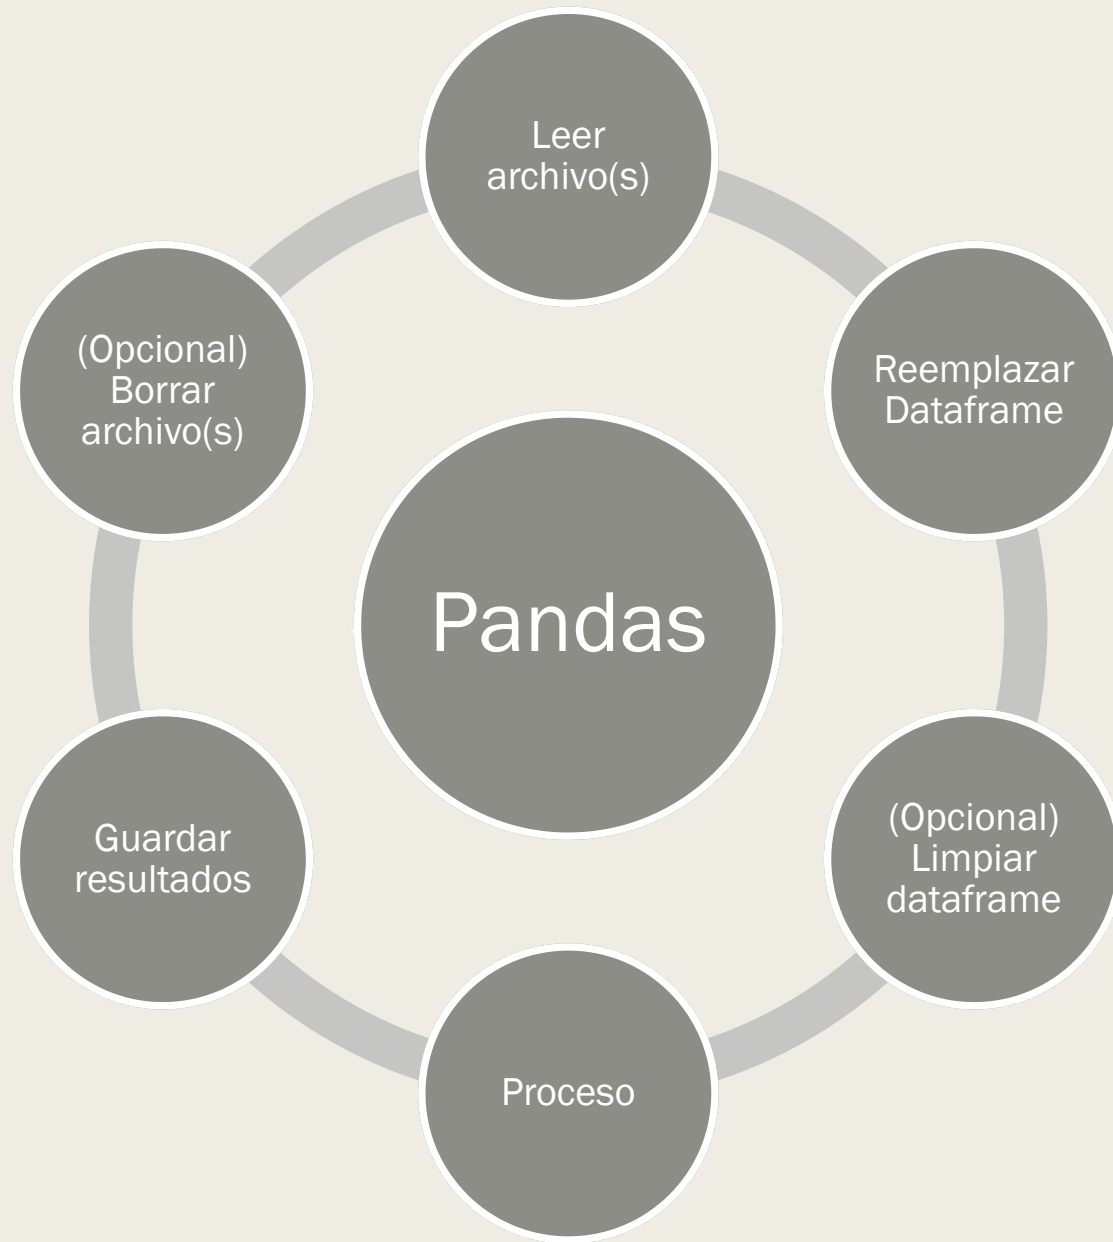 Leer
archivo(s)
Reemplazar
Dataframe
(Opcional)
Limpiar
dataframe
Proceso
Guardar
resultados
(Opcional)
Borrar
archivo(s)
Pandas